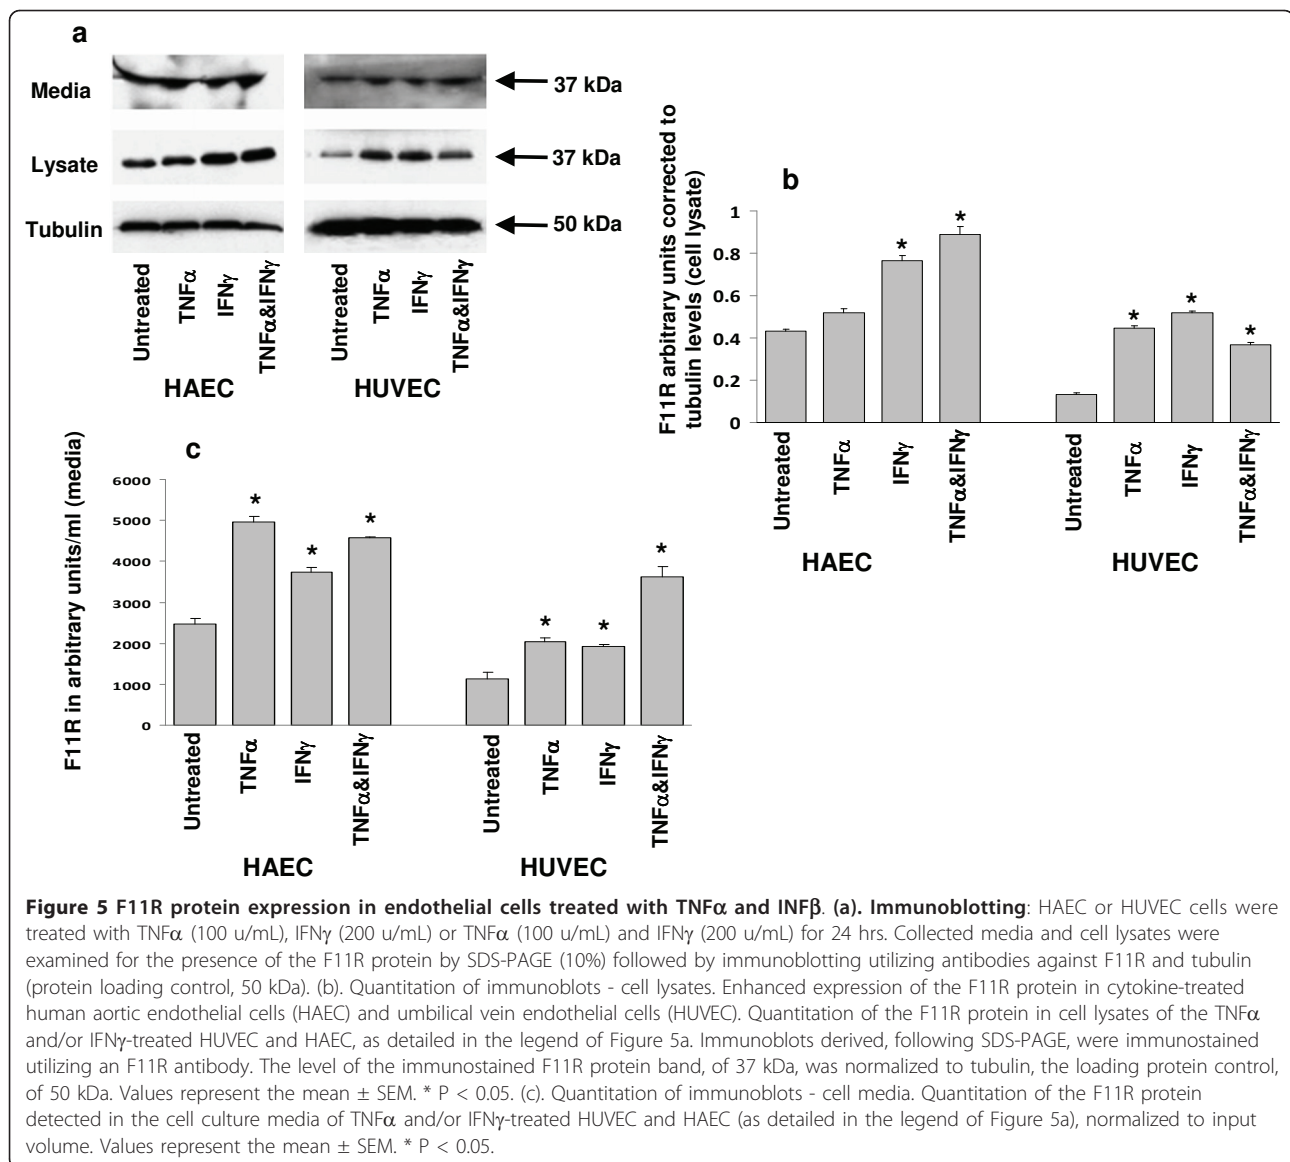 a
Media
37 kDa
Lysate
37 kDa
Tubulin
50 kDa
Untreated
TNFα
IFNγ
TNFα&IFNγ
Untreated
TNFα
IFNγ
TNFα&IFNγ
HAEC
HUVEC
b
F11R arbitrary units corrected to
tubulin levels (cell lysate)
1
0.8
0.6
0.4
0.2
0
*
*
*
*
*
Untreated
TNFα
IFNγ
TNFα&IFNγ
Untreated
TNFα
IFNγ
TNFα&IFNγ
HAEC
HUVEC
c
F11R in arbitrary units/ml (media)
6000
5000
4000
3000
2000
1000
0
*
*
*
*
*
*
Untreated
TNFα
IFNγ
TNFα&IFNγ
Untreated
TNFα
IFNγ
TNFα&IFNγ
HAEC
HUVEC
Figure 5 F11R protein expression in endothelial cells treated with TNFα and INFβ. (a). Immunoblotting: HAEC or HUVEC cells were
treated with TNFα (100 u/mL), IFNγ (200 u/mL) or TNFα (100 u/mL) and IFNγ (200 u/mL) for 24 hrs. Collected media and cell lysates were
examined for the presence of the F11R protein by SDS-PAGE (10%) followed by immunoblotting utilizing antibodies against F11R and tubulin
(protein loading control, 50 kDa). (b). Quantitation of immunoblots - cell lysates. Enhanced expression of the F11R protein in cytokine-treated
human aortic endothelial cells (HAEC) and umbilical vein endothelial cells (HUVEC). Quantitation of the F11R protein in cell lysates of the TNFα
and/or IFNγ-treated HUVEC and HAEC, as detailed in the legend of Figure 5a. Immunoblots derived, following SDS-PAGE, were immunostained
utilizing an F11R antibody. The level of the immunostained F11R protein band, of 37 kDa, was normalized to tubulin, the loading protein control,
of 50 kDa. Values represent the mean ± SEM. * P < 0.05. (c). Quantitation of immunoblots - cell media. Quantitation of the F11R protein
detected in the cell culture media of TNFα and/or IFNγ-treated HUVEC and HAEC (as detailed in the legend of Figure 5a), normalized to input
volume. Values represent the mean ± SEM. * P < 0.05.